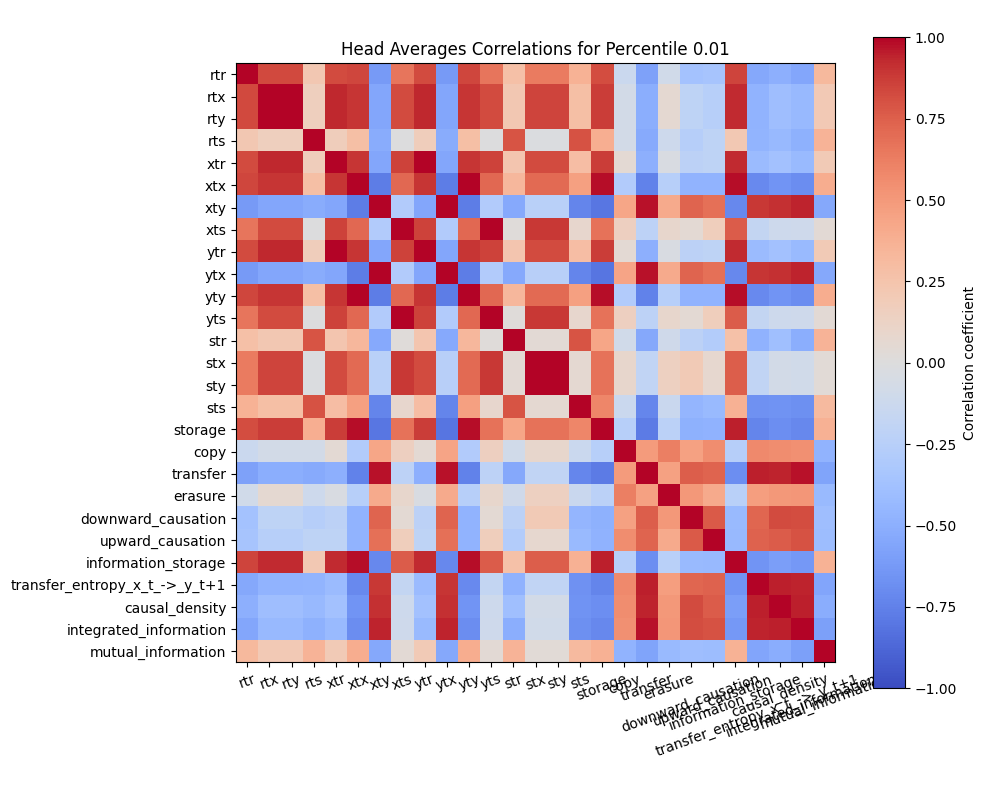 Head Averages Correlations for Percentile 0.01
rtr
rtx
rty
rts
xtr
xtx
xty
xts
ytr
ytx
yty
yts
str
stx
sty
sts
storage
copy
transfer
erasure
downward_causation
upward_causation
information_storage
transfer_entropy_x_t_->_y_t+1
causal_density
integrated_information
mutual_information
rtr rtx rty rts xtr xtx xty xts ytr ytx yty yts str stx sty sts storage copy transfer erasure downward_causation upward_causation information_storage transfer_entropy_x_t_->_y_t+1 causal_density integrated_information mutual_information
1.00
0.75
0.50
0.25
0.00
−0.25
−0.50
−0.75
−1.00
Correlation coefficient